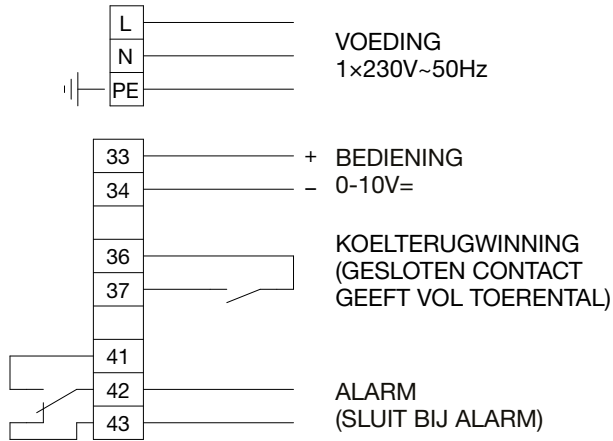 L
N
PE
VOEDING
1×230V~50Hz
33
34
+ BEDIENING
− 0-10V=
36
37
KOELTERUGWINNING
(GESLOTEN CONTACT
GEEFT VOL TOERENTAL)
41
42
43
ALARM
(SLUIT BIJ ALARM)